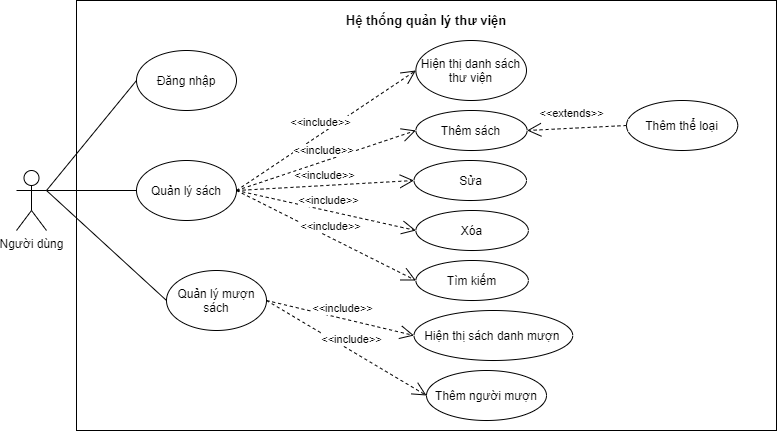 Hệ thống quản lý thư viện
Đăng nhập
Hiện thị danh sách
thư viện
<<include>>
<<extends>>
Thêm sách
Thêm thể loại
<<include>>
Người dùng
Quản lý sách
<<include>>
Sửa
<<include>>
Xóa
<<include>>
Tìm kiếm
Quản lý mượn
sách
<<include>>
Hiện thị sách danh mượn
<<include>>
Thêm người mượn